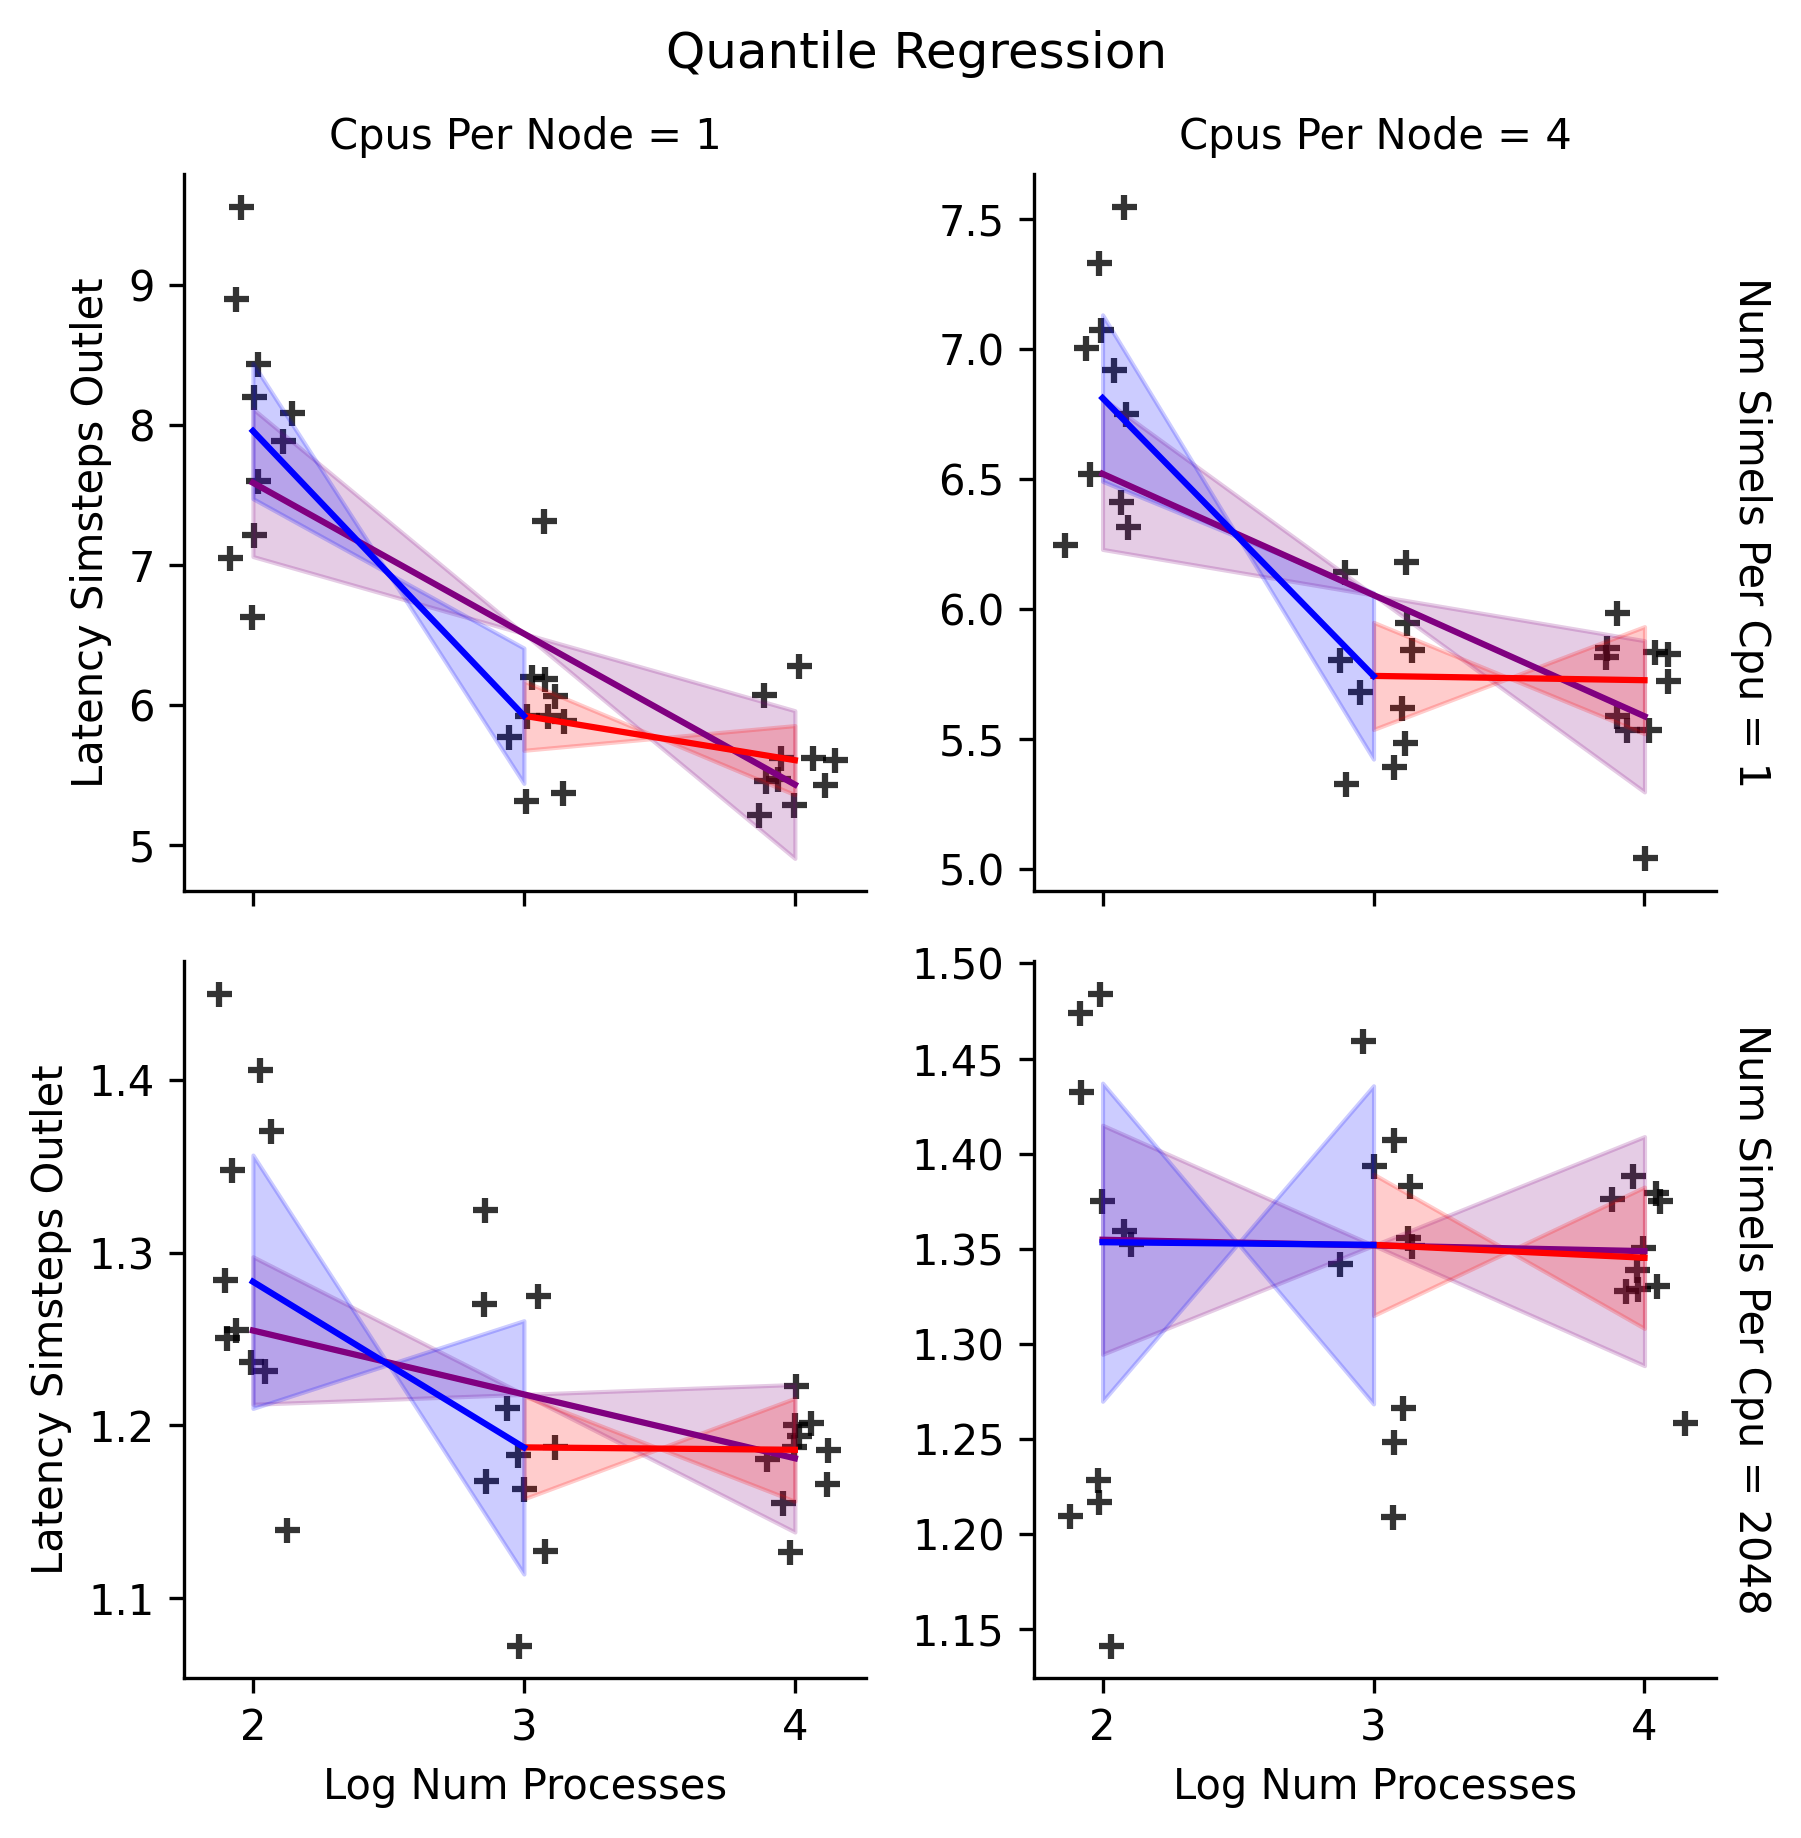 Quantile Regression
Cpus Per Node = 1
Cpus Per Node = 4
Latency Simsteps Outlet
9
8
7
6
5
7.5
7.0
6.5
6.0
5.5
5.0
Num Simels Per Cpu = 1
Latency Simsteps Outlet
1.4
1.3
1.2
1.1
1.50
1.45
1.40
1.35
1.30
1.25
1.20
1.15
Num Simels Per Cpu = 2048
2 3 4
2 3 4
Log Num Processes
Log Num Processes